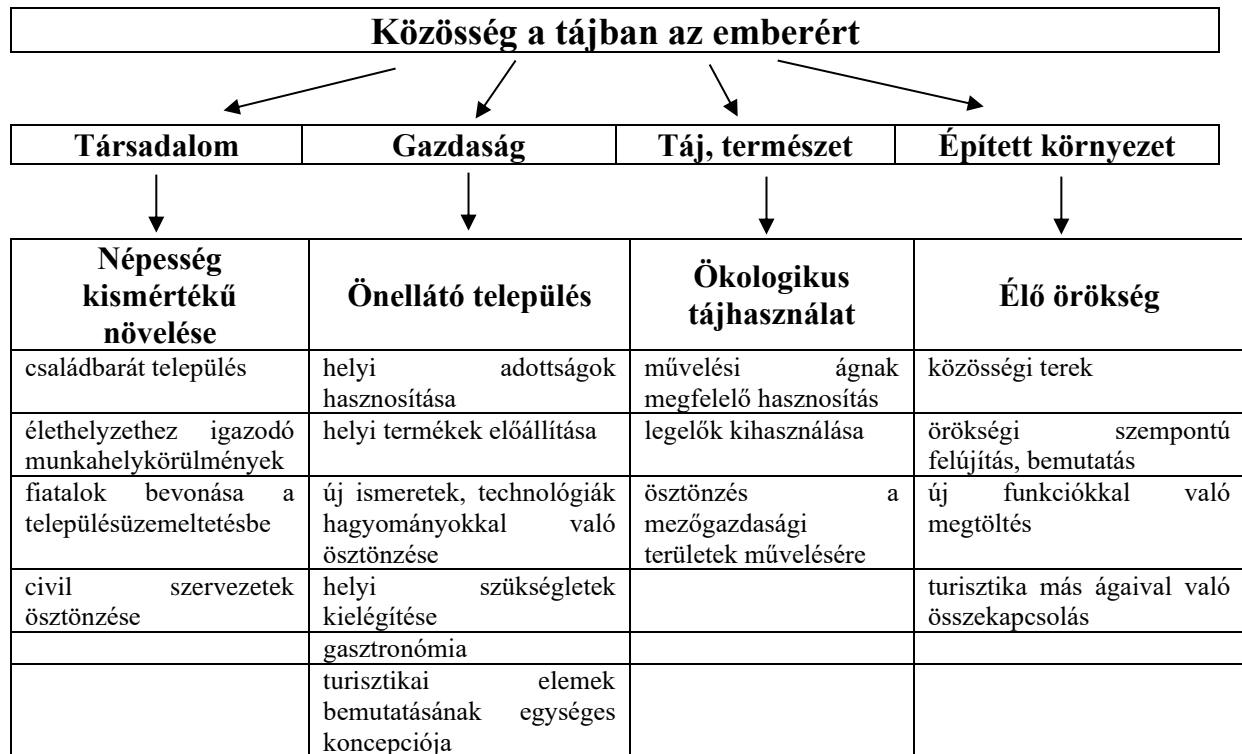 Közösség a tájban az emberért
Társadalom
Gazdaság
Táj, természet
Épített környezet
Népesség
kismértékű
növelése
Önellátó település
Ökologikus
tájhasználat
Élő örökség
családbarát település
helyi adottságok
hasznosítása
művelési ágnak
megfelelő hasznosítás
közösségi terek
élethelyzethez igazodó
munkahelykörülmények
helyi termékek előállítása
legelők kihasználása
örökségi szempontú
felújítás, bemutatás
fiatalok bevonása a
településüzemeltetésbe
új ismeretek, technológiák
hagyományokkal való
ösztönzése
ösztönzés a
mezőgazdasági
területek művelésére
új funkciókkal való
megtöltés
civil szervezetek
ösztönzése
helyi szükségletek
kielégítése
turisztika más ágaival való
összekapcsolás
gasztronómia
turisztikai elemek
bemutatásának egységes
koncepciója